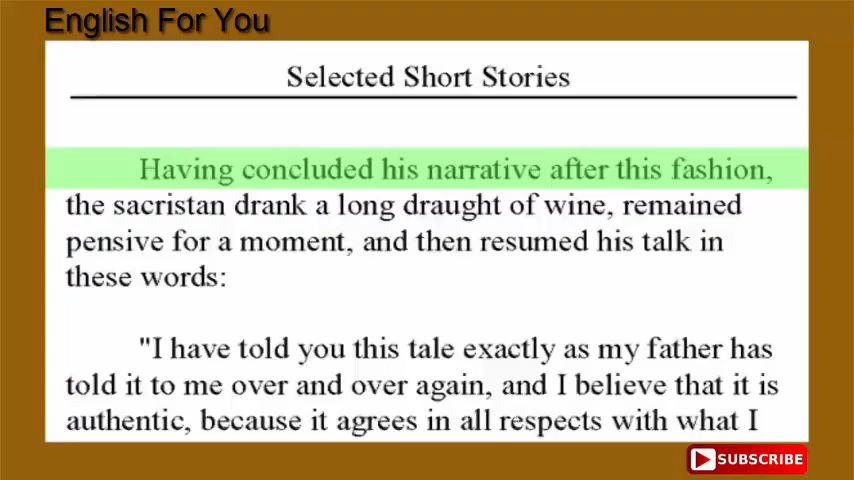 English For You
Selected Short Stories
Having concluded his narrative after this fashion,
the sacristan drank a long draught of wine, remained
pensive for a moment, and then resumed his talk in
these words:
"I have told you this tale exactly as my father has
told it to me over and over again, and I believe that it is
authentic, because it agrees in all respects with what I
SUBSCRIBE